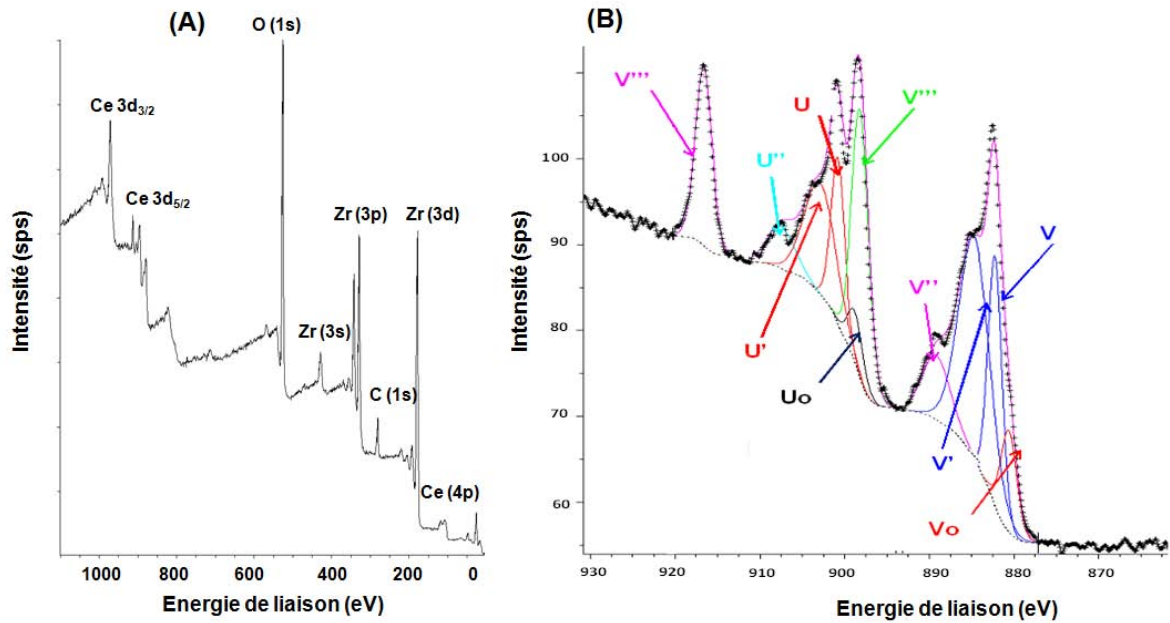 (A)
O (1s)
Ce 3d3/2
Ce 3d5/2
Zr (3p)
Zr (3d)
Zr (3s)
C (1s)
Ce (4p)
Intensité (sps)
1000
800
600
400
200
0
Energie de liaison (eV)
(B)
V'''
U
V'''
U''
V
V''
U'
Uo
V'
Vo
100
90
80
70
60
Intensité (sps)
930
920
910
900
890
880
870
Energie de liaison (eV)